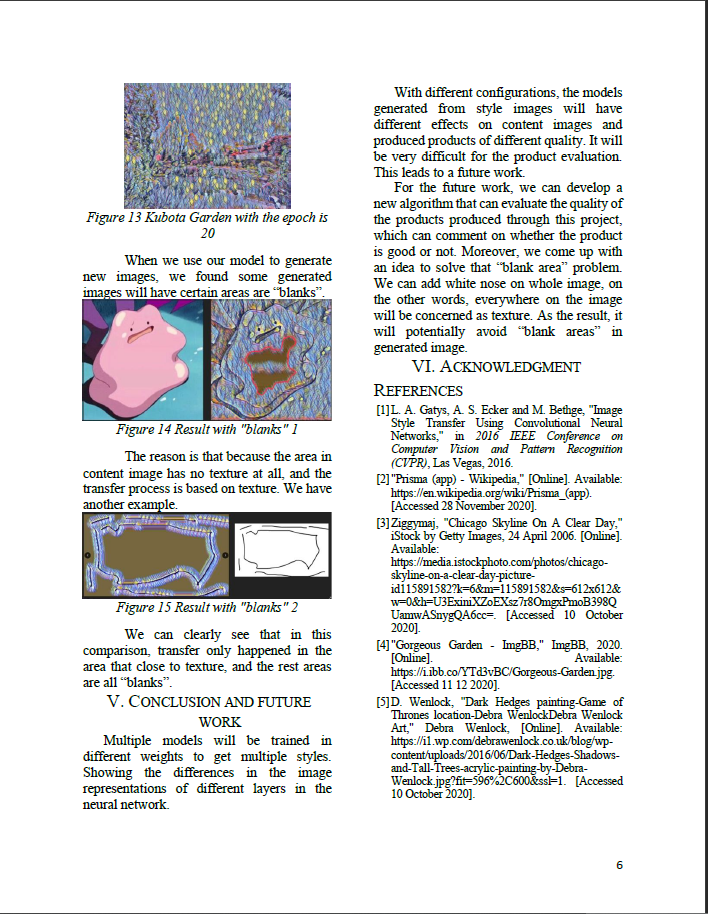 Figure 13 Kubota Garden with the epoch is
20
When we use our model to generate
new images, we found some generated
images will have certain areas are “blanks”.
Figure 14 Result with "blanks" 1
The reason is that because the area in
content image has no texture at all, and the
transfer process is based on texture. We have
another example.
Figure 15 Result with "blanks" 2
We can clearly see that in this
comparison, transfer only happened in the
area that close to texture, and the rest areas
are all “blanks”.
V. CONCLUSION AND FUTURE
WORK
Multiple models will be trained in
different weights to get multiple styles.
Showing the differences in the image
representations of different layers in the
neural network.
With different configurations, the models
generated from style images will have
different effects on content images and
produced products of different quality. It will
be very difficult for the product evaluation.
This leads to a future work.
For the future work, we can develop a
new algorithm that can evaluate the quality of
the products produced through this project,
which can comment on whether the product
is good or not. Moreover, we come up with
an idea to solve that “blank area” problem.
We can add white nose on whole image, on
the other words, everywhere on the image
will be concerned as texture. As the result, it
will potentially avoid “blank areas” in
generated image.
VI. ACKNOWLEDGMENT
REFERENCES
[1] L. A. Gatys, A. S. Ecker and M. Bethge, "Image
Style Transfer Using Convolutional Neural
Networks," in 2016 IEEE Conference on
Computer Vision and Pattern Recognition
(CVPR), Las Vegas, 2016.
[2] "Prisma (app) - Wikipedia," [Online]. Available:
https://en.wikipedia.org/wiki/Prisma_(app).
[Accessed 28 November 2020].
[3] Ziggymaj, "Chicago Skyline On A Clear Day,"
iStock by Getty Images, 24 April 2006. [Online].
Available:
https://media.istockphoto.com/photos/chicago-
skyline-on-a-clear-day-picture-
id115891582?k=6&m=115891582&s=612x612&
w=0&h=U3ExiniXZoEXsz7r8OmgxPmoB398Q
UamwASnygQA6cc=. [Accessed 10 October
2020].
[4] "Gorgeous Garden - ImgBB," ImgBB, 2020.
[Online]. Available:
https://i.ibb.co/YTd3vBC/Gorgeous-Garden.jpg.
[Accessed 11 12 2020].
[5] D. Wenlock, "Dark Hedges painting-Game of
Thrones location-Debra WenlockDebra Wenlock
Art," Debra Wenlock, [Online]. Available:
https://i1.wp.com/debrawenlock.co.uk/blog/wp-
content/uploads/2016/06/Dark-Hedges-Shadows-
and-Tall-Trees-acrylic-painting-by-Debra-
Wenlock.jpg?fit=596%2C600&ssl=1. [Accessed
10 October 2020].
6